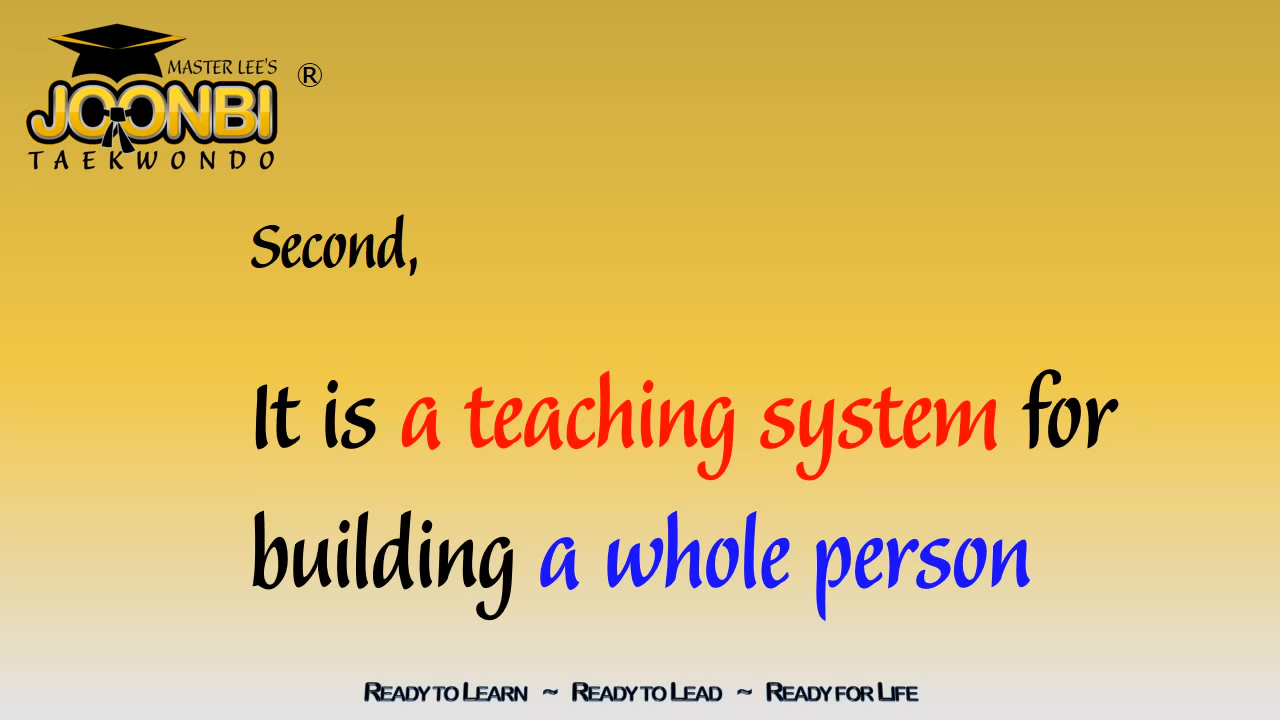 MASTER LEE'S
JOONBI ®
TAEKWONDO
Second,
It is a teaching system for
building a whole person
READY TO LEARN ~ READY TO LEAD ~ READY FOR LIFE